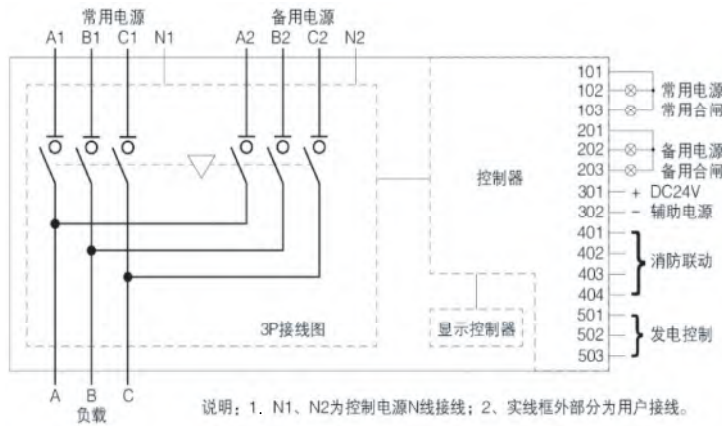 常用电源 备用电源
A1 B1 C1 N1 A2 B2 C2 N2
101
102 常用电源
103 常用合闸
201
202 备用电源
203 备用合闸
控制器
301 + DC24V
302 - 辅助电源
401
402
403
404
消防联动
501
502
503
发电控制
3P接线图
显示控制器
A B C
负载
说明：1. N1、N2为控制电源N线接线；2、实线框外部分为用户接线。